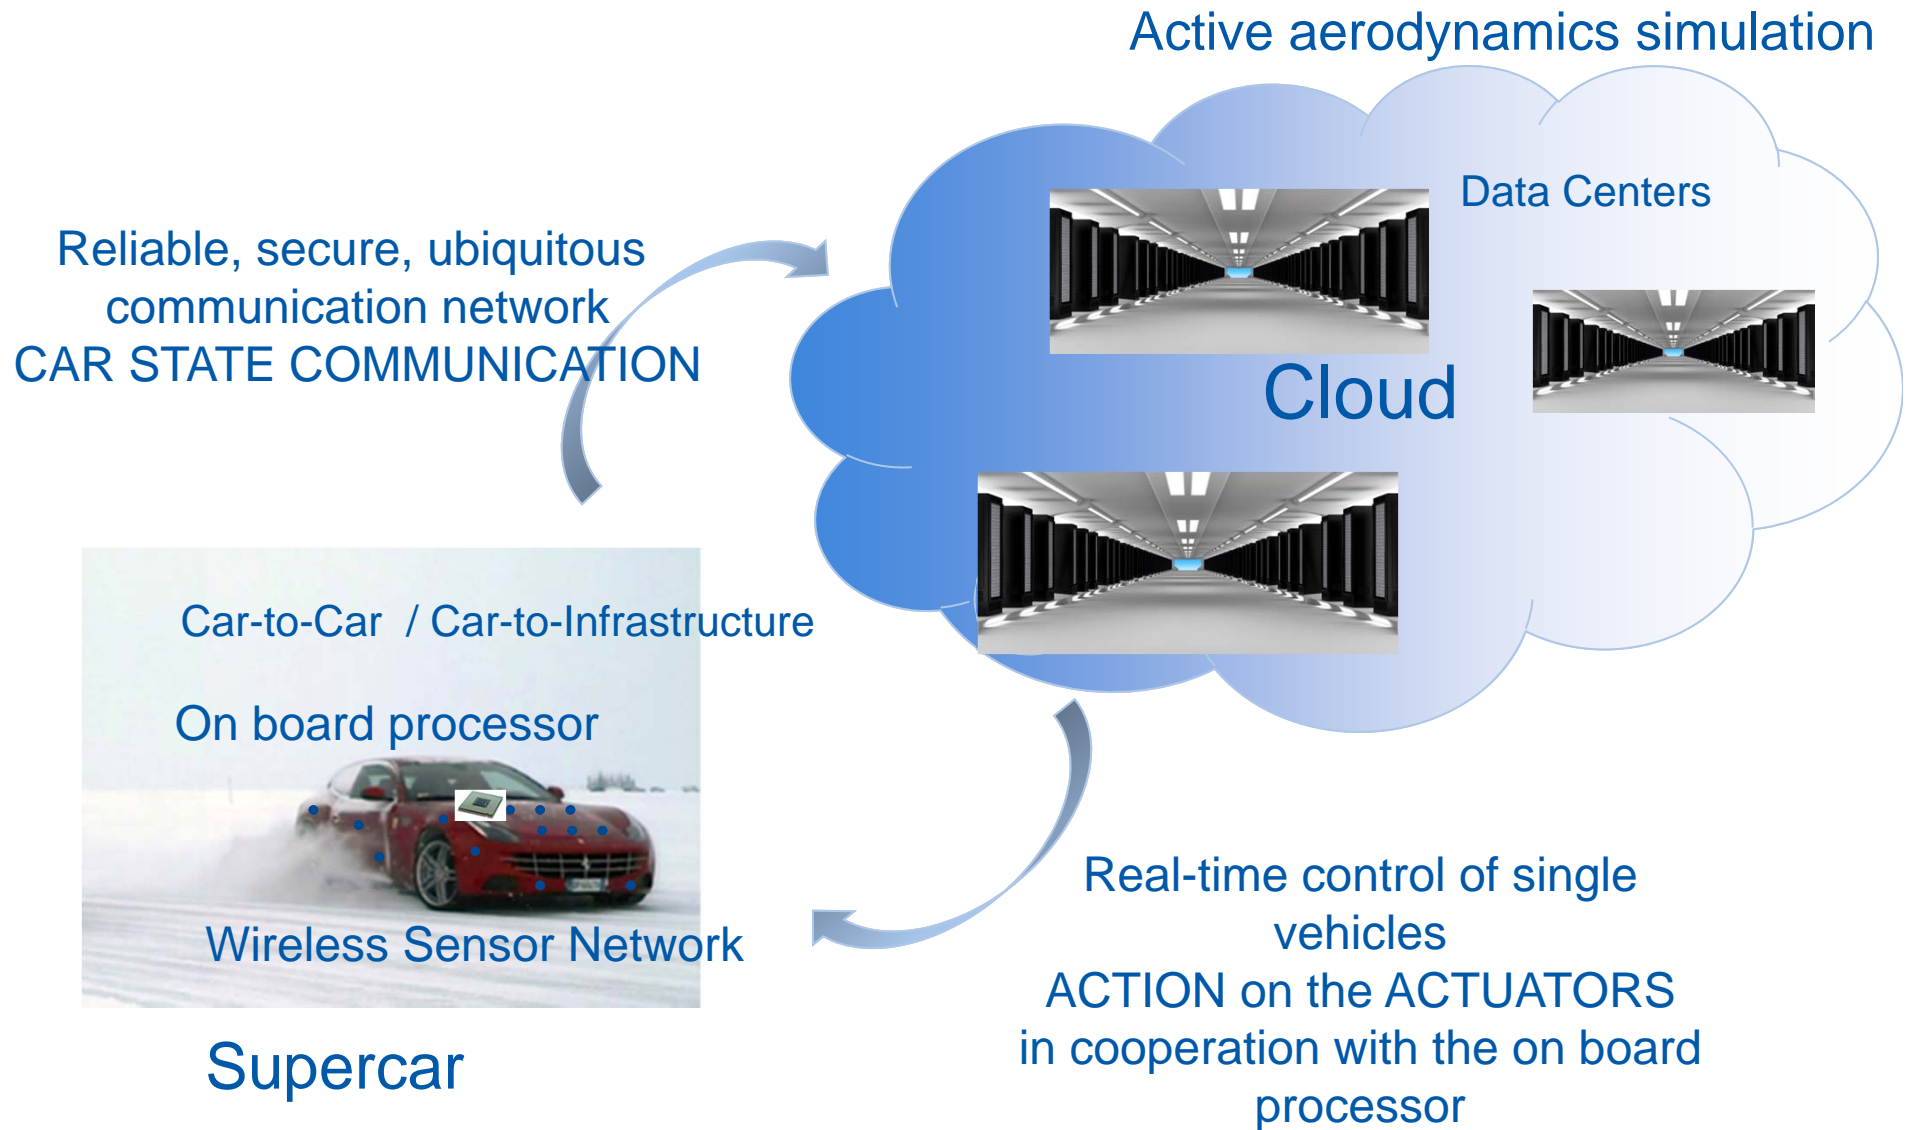 Active aerodynamics simulation
Data Centers
Reliable, secure, ubiquitous
communication network
CAR STATE COMMUNICATION
Cloud
Car-to-Car / Car-to-Infrastructure
On board processor
Wireless Sensor Network
Supercar
Real-time control of single
vehicles
ACTION on the ACTUATORS
in cooperation with the on board
processor